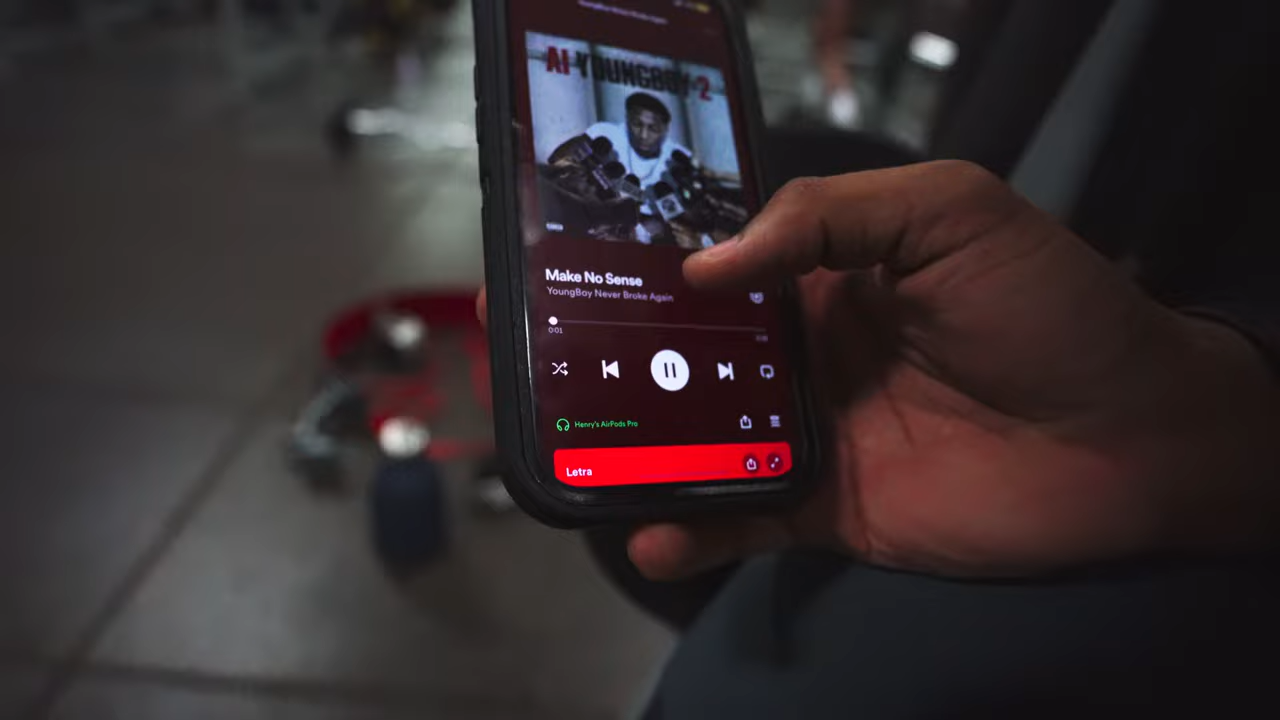 AI YOUNGBOY 2
Make No Sense
YoungBoy Never Broke Again
0:01
Henry's AirPods Pro
Letra